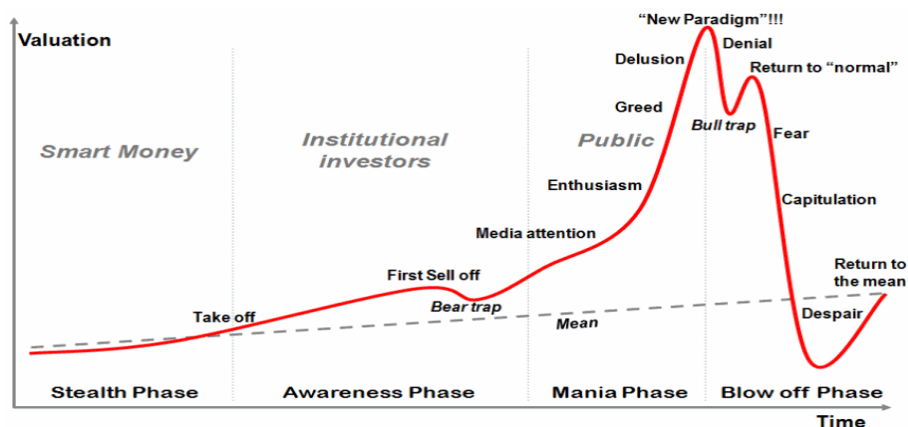 “New Paradigm”!!!
Valuation
Denial
Delusion
Return to “normal”
Greed
Bull trap
Fear
Smart Money
Institutional
investors
Public
Enthusiasm
Capitulation
Media attention
First Sell off
Return to
the mean
Bear trap
Take off
Mean
Despair
Stealth Phase
Awareness Phase
Mania Phase
Blow off Phase
Time